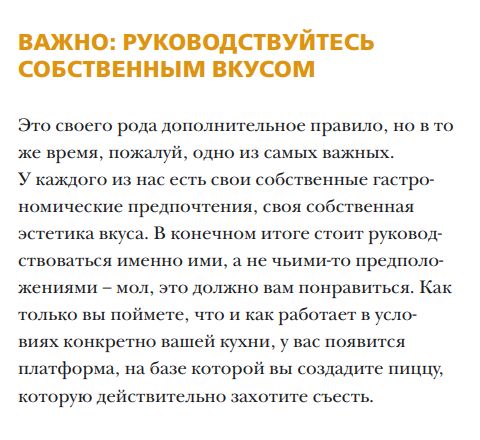 ВАЖНО: РУКОВОДСТВУЙТЕСЬ
СОБСТВЕННЫМ ВКУСОМ
Это своего рода дополнительное правило, но в то
же время, пожалуй, одно из самых важных.
У каждого из нас есть свои собственные гастро-
номические предпочтения, своя собственная
эстетика вкуса. В конечном итоге стоит руковод-
ствоваться именно ими, а не чьими-то предполо-
жениями – мол, это должно вам понравиться. Как
только вы поймете, что и как работает в усло-
виях конкретно вашей кухни, у вас появится
платформа, на базе которой вы создадите пиццу,
которую действительно захотите съесть.